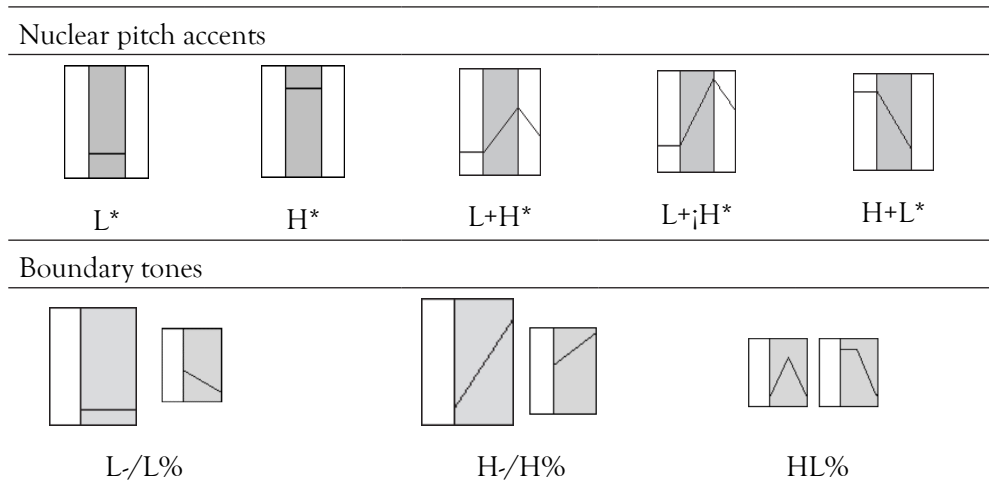 Nuclear pitch accents
L* H* L+H* L+¡H* H+L*
Boundary tones
L-/L% H-/H% HL%